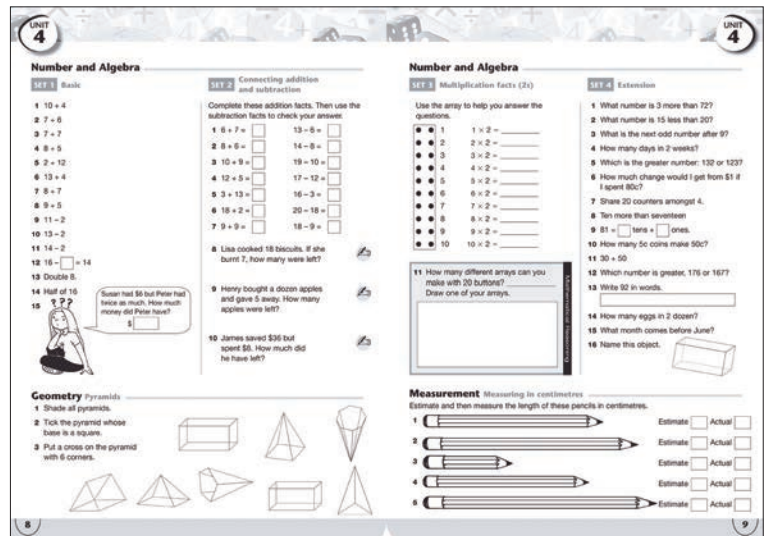 UNIT
4
Number and Algebra
SET 1 Basic
1 10 + 4
2 7 + 6
3 7 + 7
4 8 + 5
5 2 + 12
6 13 + 4
7 8 + 7
8 9 + 5
9 11 – 2
10 13 – 2
11 14 – 2
12 16 – = 14
13 Double 8.
14 Half of 16
15
? ? ?
Susan had $6 but Peter had
twice as much. How much
money did Peter have?
$
SET 2 Connecting addition
and subtraction
Complete these addition facts. Then use the
subtraction facts to check your answer.
1 6 + 7 = 13 – 6 =
2 8 + 6 = 14 – 8 =
3 10 + 9 = 19 – 10 =
4 12 + 5 = 17 – 12 =
5 3 + 13 = 16 – 3 =
6 18 + 2 = 20 – 18 =
7 9 + 9 = 18 – 9 =
8 Lisa cooked 18 biscuits. If she
burnt 7, how many were left?
9 Henry bought a dozen apples
and gave 5 away. How many
apples were left?
10 James saved $36 but
spent $6. How much did
he have left?
Geometry Pyramids
1 Shade all pyramids.
2 Tick the pyramid whose
base is a square.
3 Put a cross on the pyramid
with 6 corners.
8
UNIT
4
Number and Algebra
SET 3 Multiplication facts (2s)
Use the array to help you answer the
questions.
1 1 × 2 =
2 2 × 2 =
3 3 × 2 =
4 4 × 2 =
5 5 × 2 =
6 6 × 2 =
7 7 × 2 =
8 8 × 2 =
9 9 × 2 =
10 10 × 2 =
11 How many different arrays can you
make with 20 buttons?
Draw one of your arrays.
Mathematical Reasoning
SET 4 Extension
1 What number is 3 more than 72?
2 What number is 15 less than 20?
3 What is the next odd number after 9?
4 How many days in 2 weeks?
5 Which is the greater number: 132 or 123?
6 How much change would I get from $1 if
I spent 80c?
7 Share 20 counters amongst 4.
8 Ten more than seventeen
9 81 = tens + ones.
10 How many 5c coins make 50c?
11 30 + 50
12 Which number is greater, 176 or 167?
13 Write 92 in words.
14 How many eggs in 2 dozen?
15 What month comes before June?
16 Name this object.
Measurement Measuring in centimetres
Estimate and then measure the length of these pencils in centimetres.
1 Estimate Actual
2 Estimate Actual
3 Estimate Actual
4 Estimate Actual
Estimate Actual
9